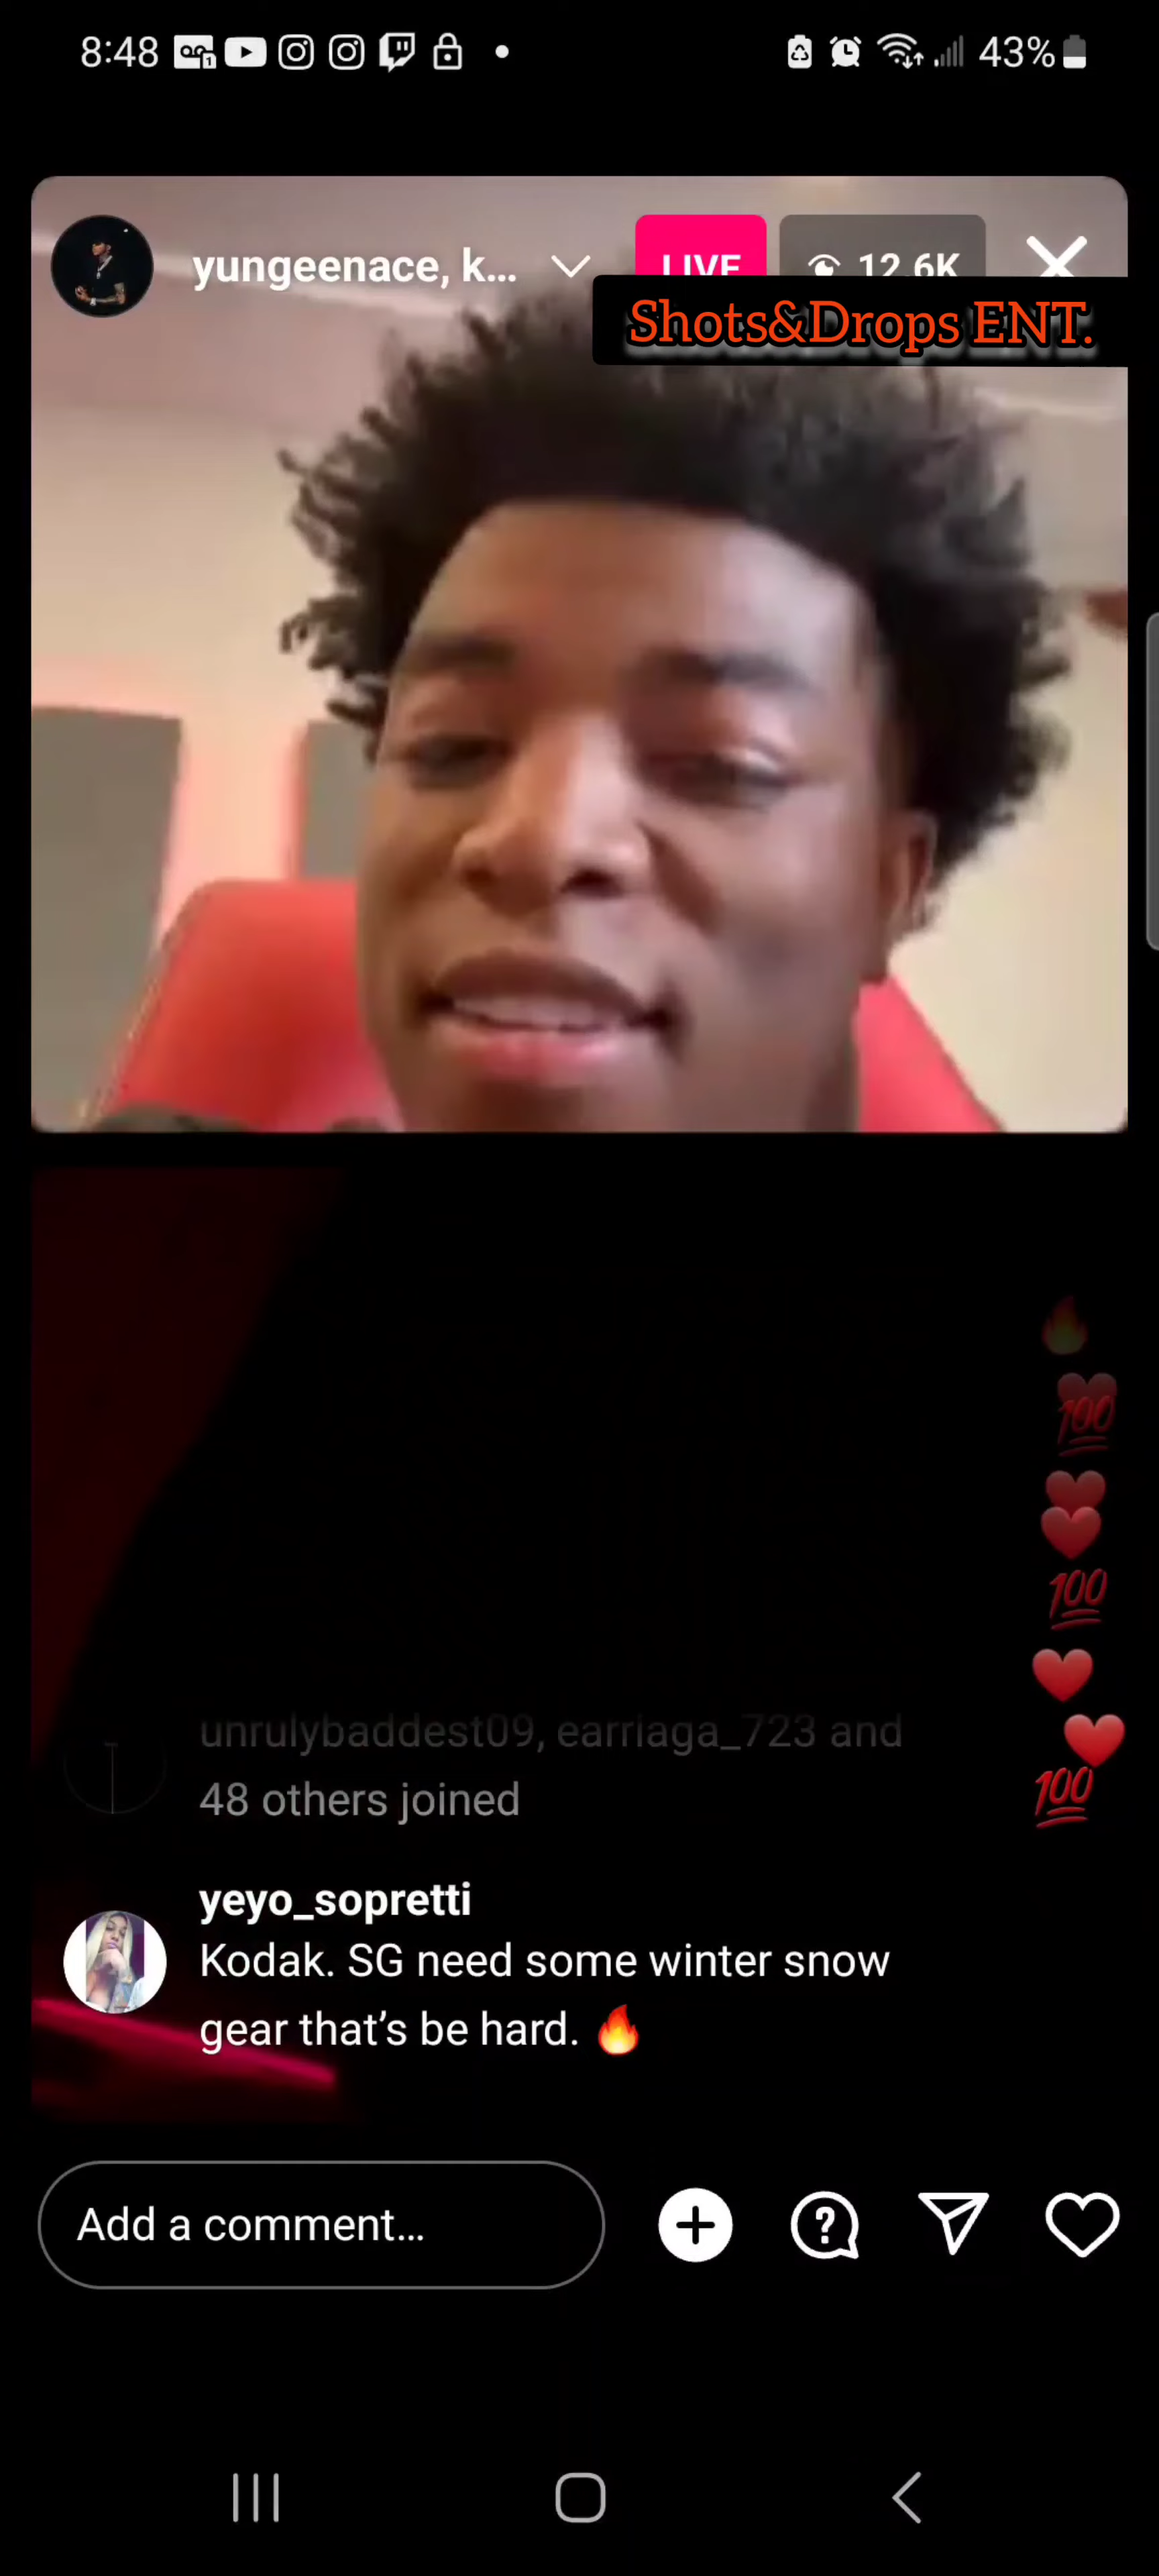 8:48
43%
yungeenace, k...
LIVE
12.6K
Shots&Drops ENT.
unrulybaddest09, earriaga_723 and
48 others joined
yeyo_sopretti
Kodak. SG need some winter snow
gear that's be hard. 🔥
Add a comment...